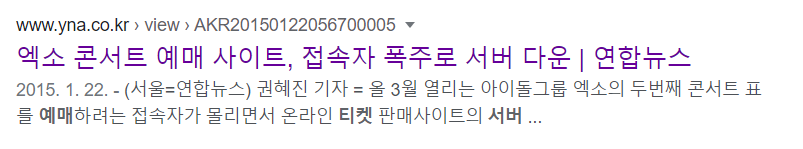 www.yna.co.kr › view › AKR20150122056700005
엑소 콘서트 예매 사이트, 접속자 폭주로 서버 다운 | 연합뉴스
2015. 1. 22. - (서울=연합뉴스) 권혜진 기자 = 올 3월 열리는 아이돌그룹 엑소의 두번째 콘서트 표
를 예매하려는 접속자가 몰리면서 온라인 티켓 판매사이트의 서버 ...